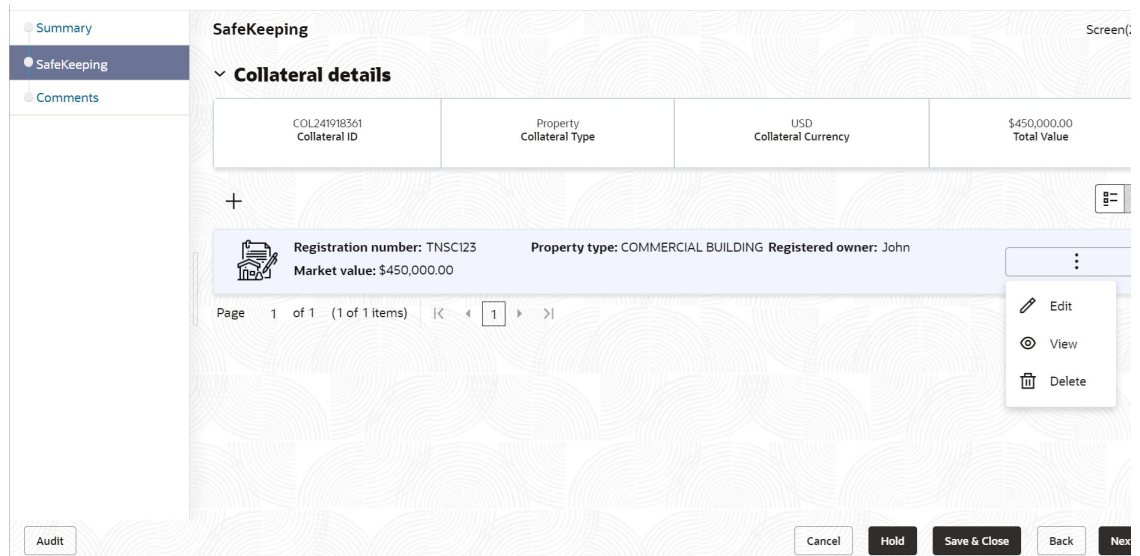 Summary
SafeKeeping
Comments
SafeKeeping
Screen(
Collateral details
COL241918361
Collateral ID
Property
Collateral Type
USD
Collateral Currency
$450,000.00
Total Value
Registration number: TNSC123 Property type: COMMERCIAL BUILDING Registered owner: John
Market value: $450,000.00
Page 1 of 1 (1 of 1 items) 1
Edit
View
Delete
Audit
Cancel Hold Save & Close Back Next